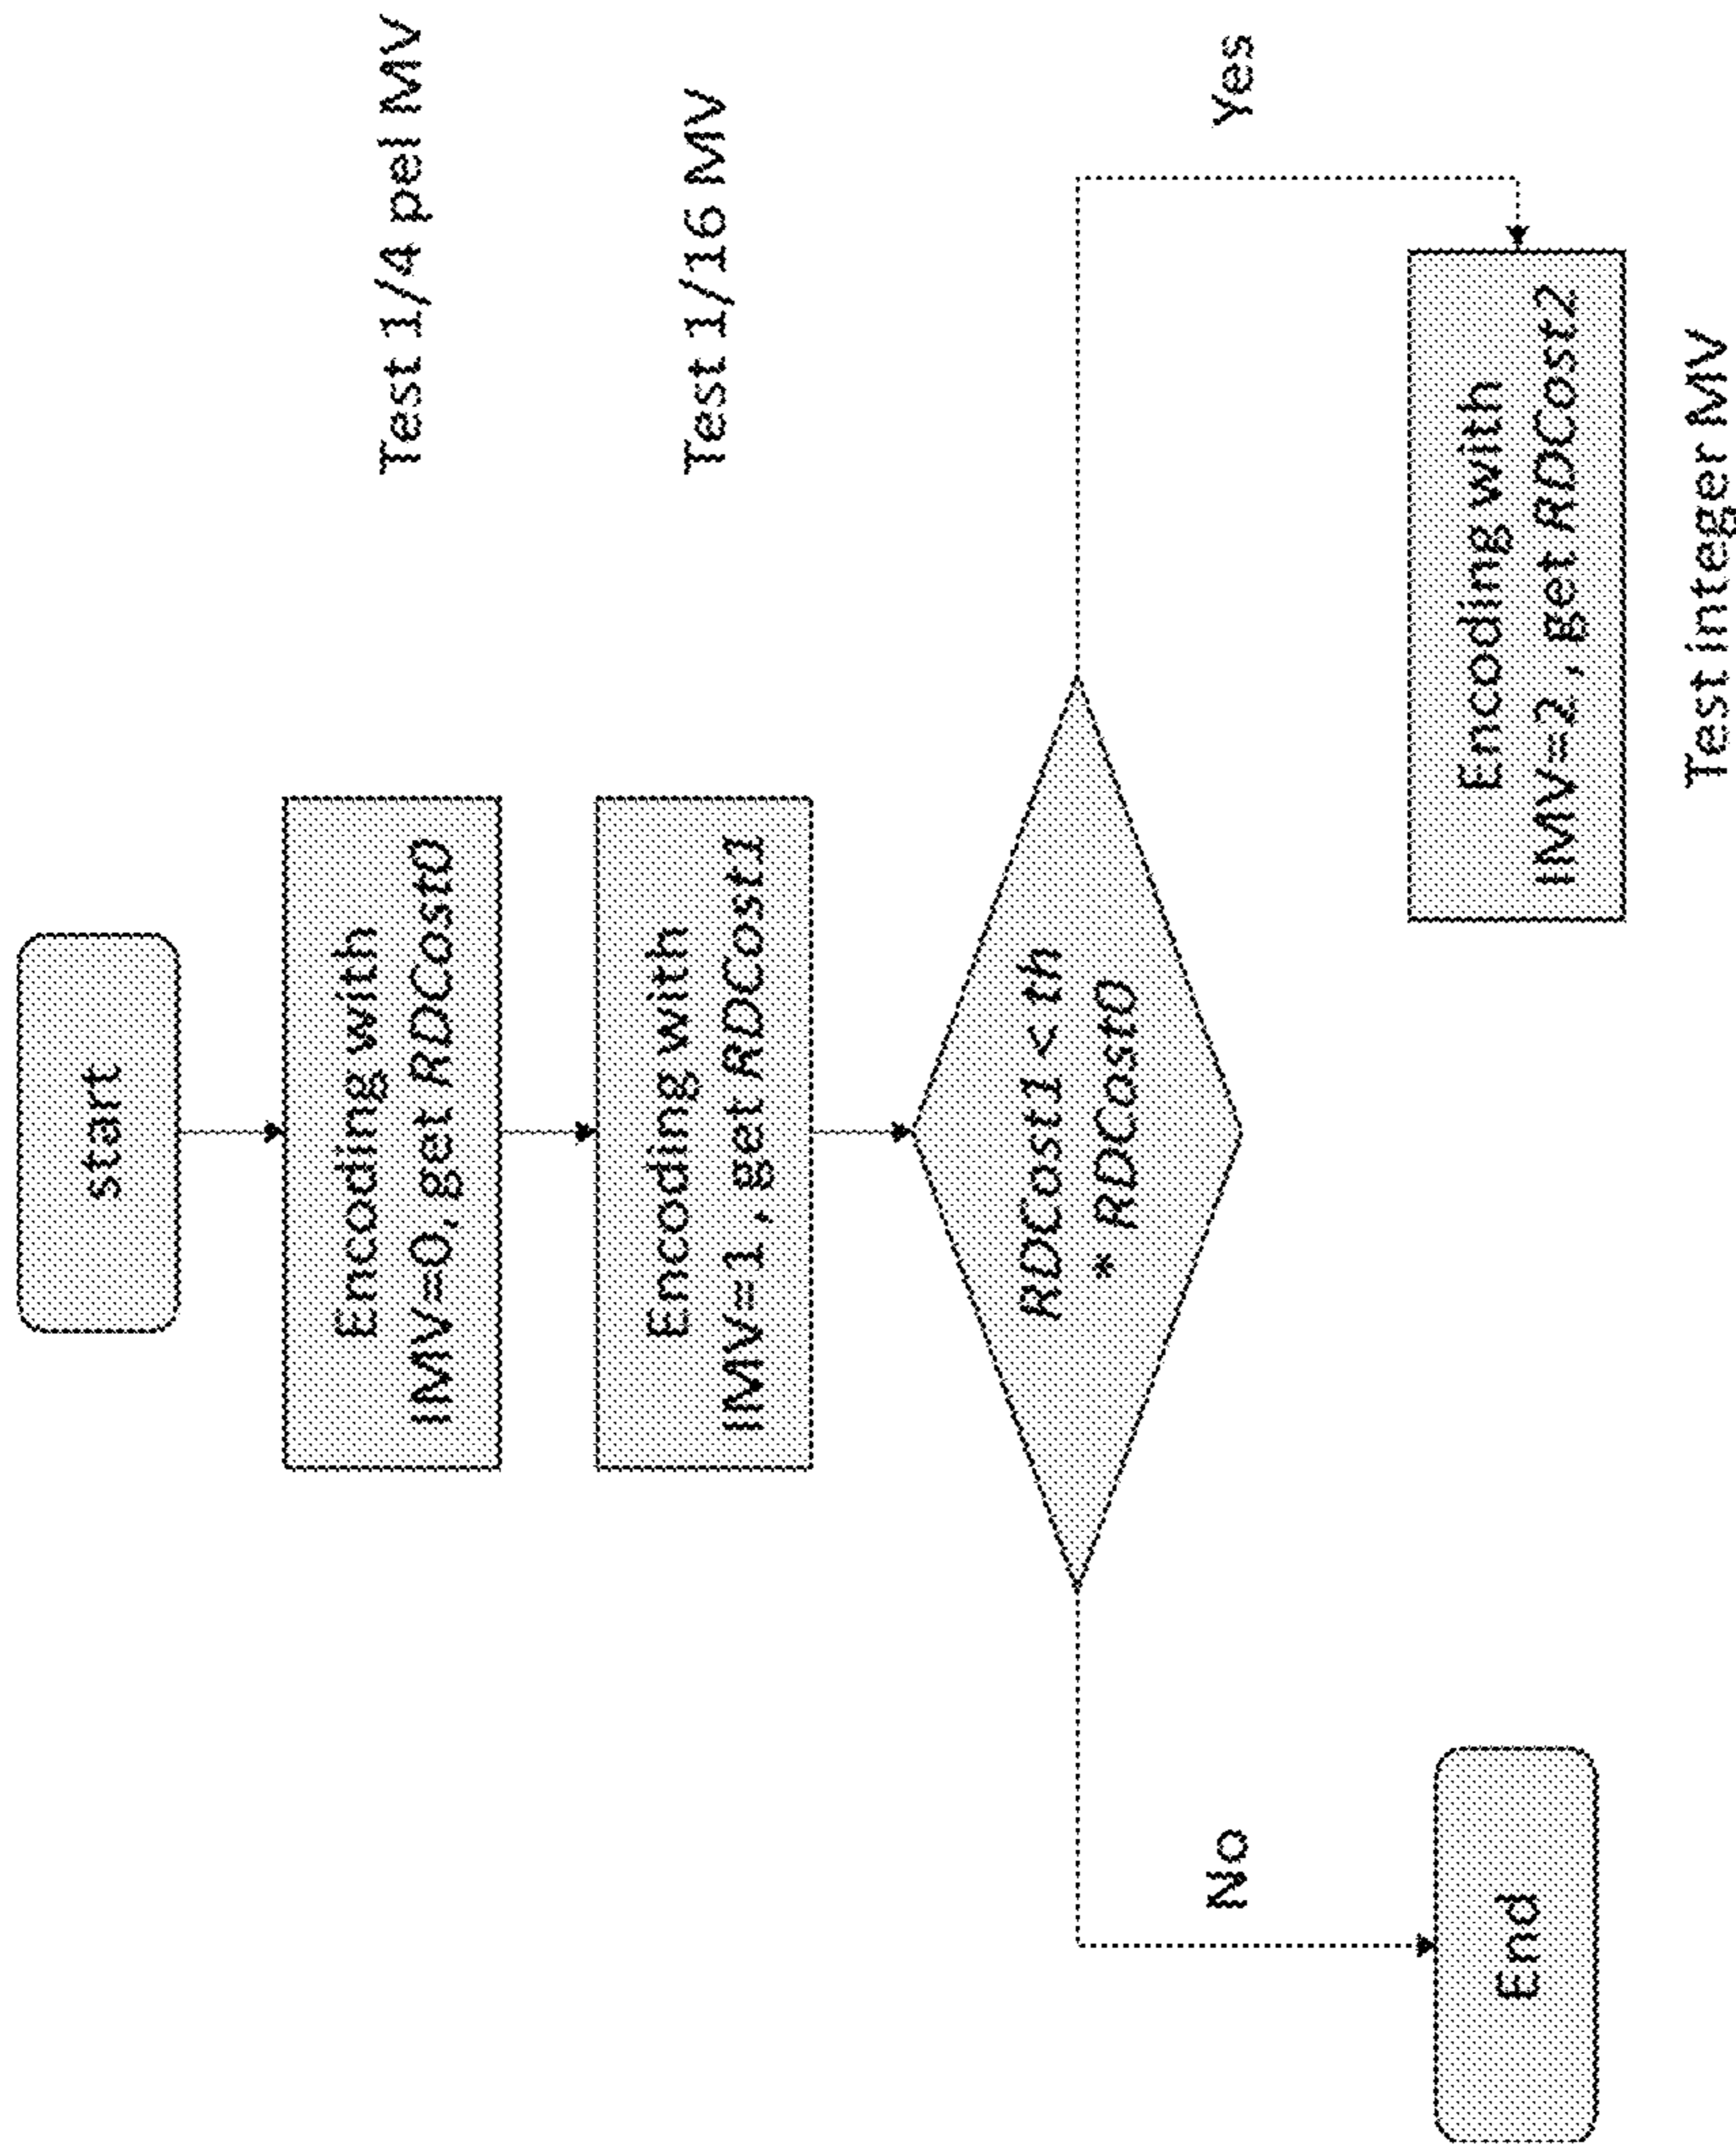 start
Encoding with
IMV=0, get RDCost0
Test 1/4 pel MV
Encoding with
IMV=1 , get RDCost1
Test 1/16 MV
RDCost1 < th
* RDCost0
No
Yes
End
Encoding with
IMV=2 , get RDCost2
Test integer MV